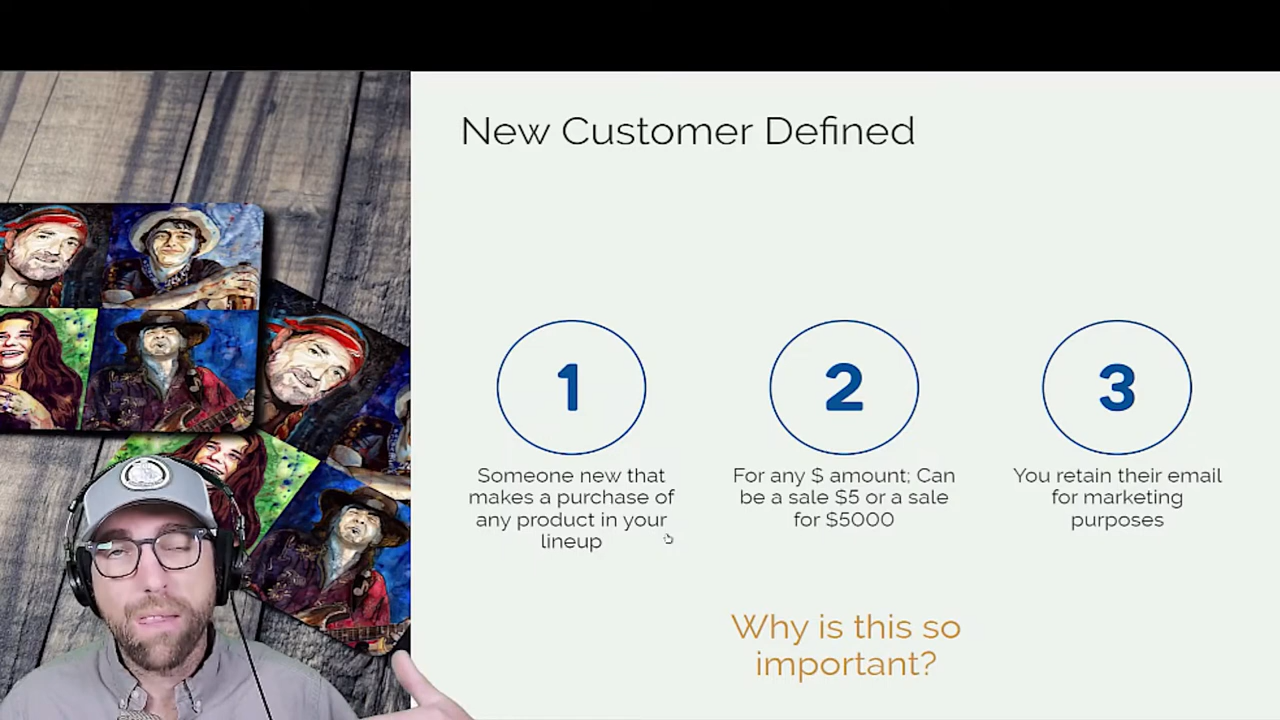 New Customer Defined
1
2
3
Someone new that
makes a purchase of
any product in your
lineup
For any $ amount; Can
be a sale $5 or a sale
for $5000
You retain their email
for marketing
purposes
Why is this so
important?